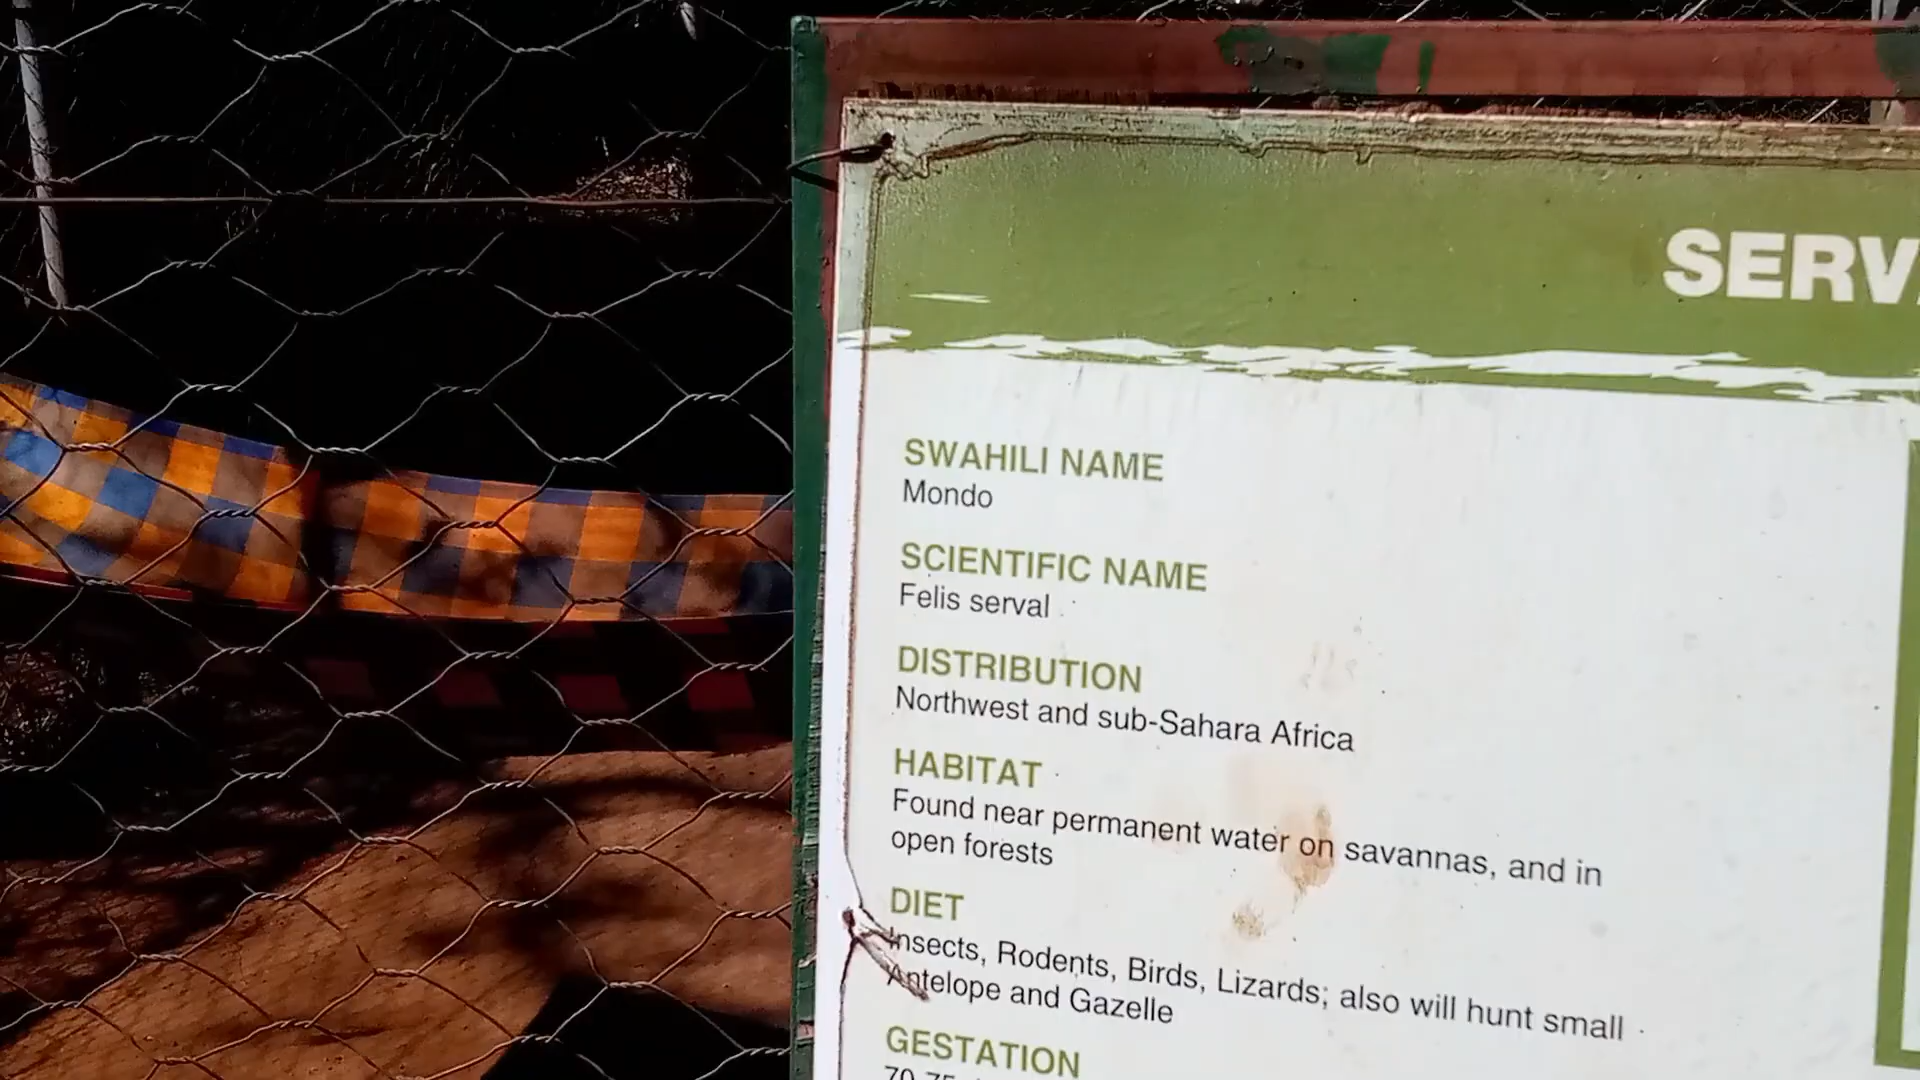 SWAHILI NAME
Mondo
SCIENTIFIC NAME
Felis serval
DISTRIBUTION
Northwest and sub-Sahara Africa
HABITAT
Found near permanent water on savannas, and in
open forests
DIET
Insects, Rodents, Birds, Lizards; also will hunt small
Antelope and Gazelle
GESTATION